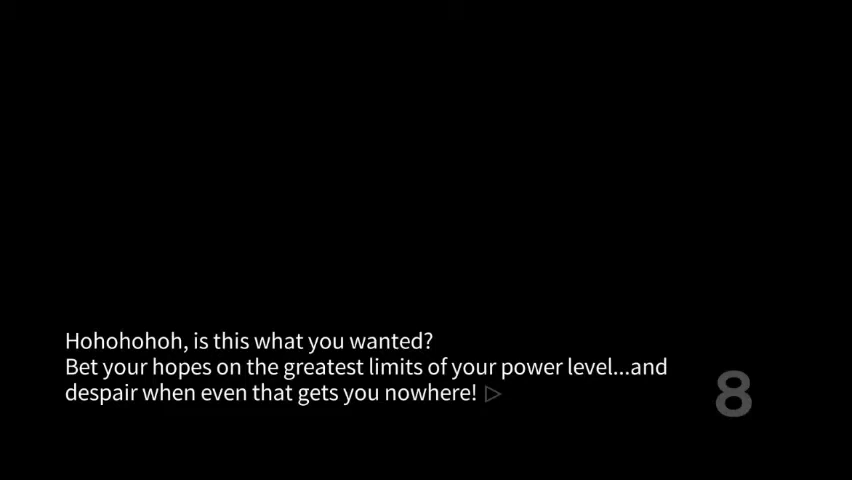 Hohohohoh, is this what you wanted?
Bet your hopes on the greatest limits of your power level...and
despair when even that gets you nowhere! ▷
8